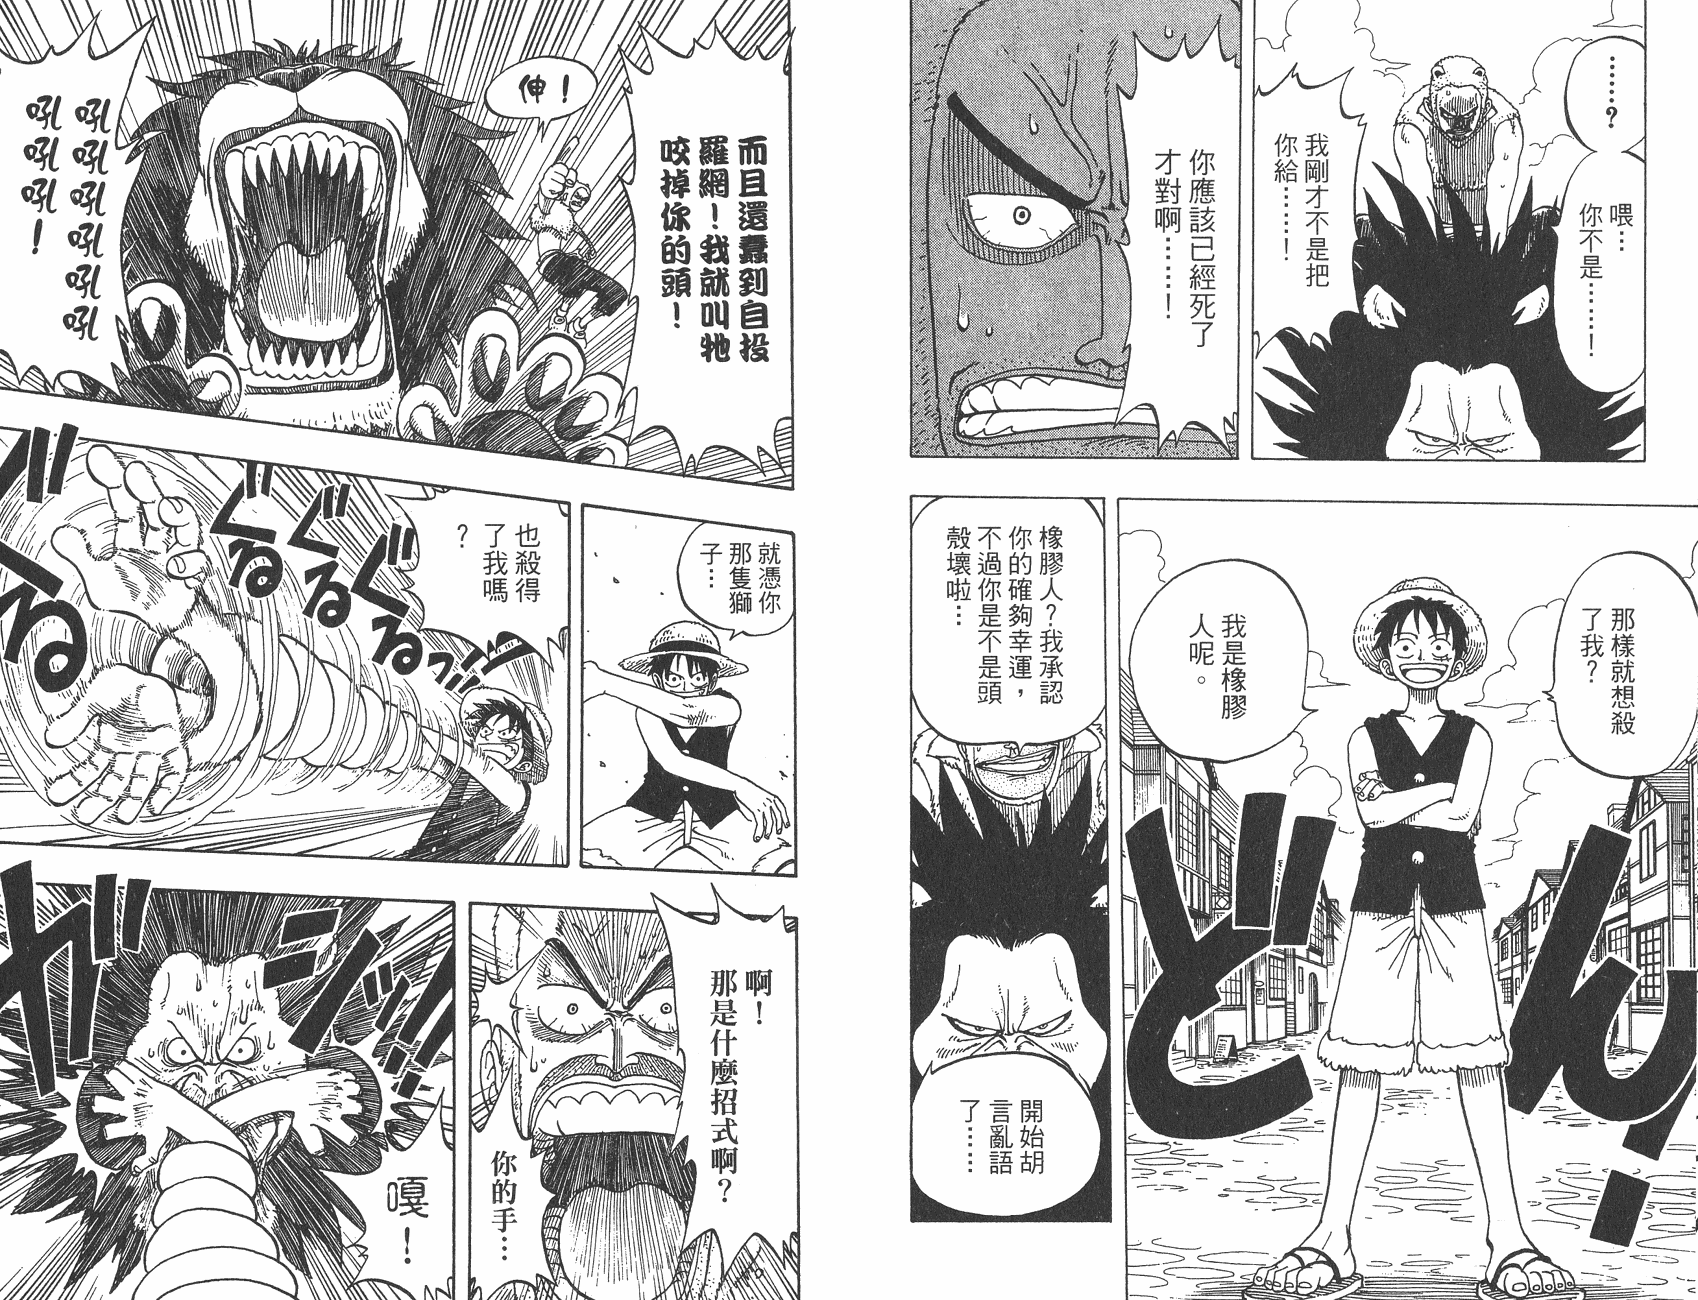 ……?
喂…
你不是……!
我剛才不是把
你給……!
你應該已經死了
才對啊……!
那樣就想殺
了我?
我是橡膠
人呢。
どん!
橡膠人?我承認
你的確夠幸運,
不過你是不是頭
殼壞啦…
開始胡
言亂語
了……
而且還蠢到自投
羅網!我就叫牠
咬掉你的頭!
伸!
吼吼吼吼吼吼
吼吼吼!
就憑你
那隻獅
子…
也殺得
了我嗎
?
ぐるぐるぐるぐるっ!!
啊!
那是什麼招式啊?
你的手…
ガシッ!!
嘎!